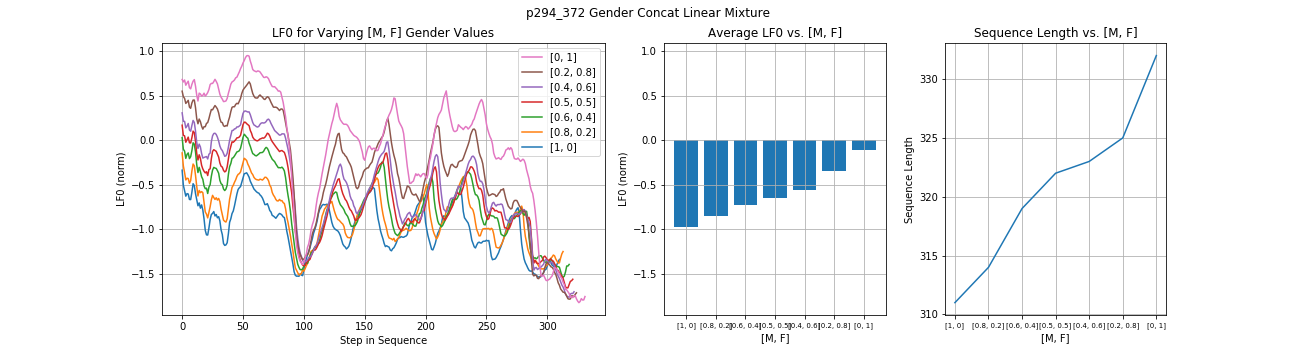 p294_372 Gender Concat Linear Mixture
LF0 for Varying [M, F] Gender Values
LF0 (norm)
1.0
0.5
0.0
−0.5
−1.0
−1.5
0 50 100 150 200 250 300
Step in Sequence
[0, 1]
[0.2, 0.8]
[0.4, 0.6]
[0.5, 0.5]
[0.6, 0.4]
[0.8, 0.2]
[1, 0]
Average LF0 vs. [M, F]
LF0 (norm)
1.0
0.5
0.0
−0.5
−1.0
−1.5
[1, 0] [0.8, 0.2] [0.6, 0.4] [0.5, 0.5] [0.4, 0.6] [0.2, 0.8] [0, 1]
[M, F]
Sequence Length vs. [M, F]
Sequence Length
330
325
320
315
310
[1, 0] [0.8, 0.2] [0.6, 0.4] [0.5, 0.5] [0.4, 0.6] [0.2, 0.8] [0, 1]
[M, F]